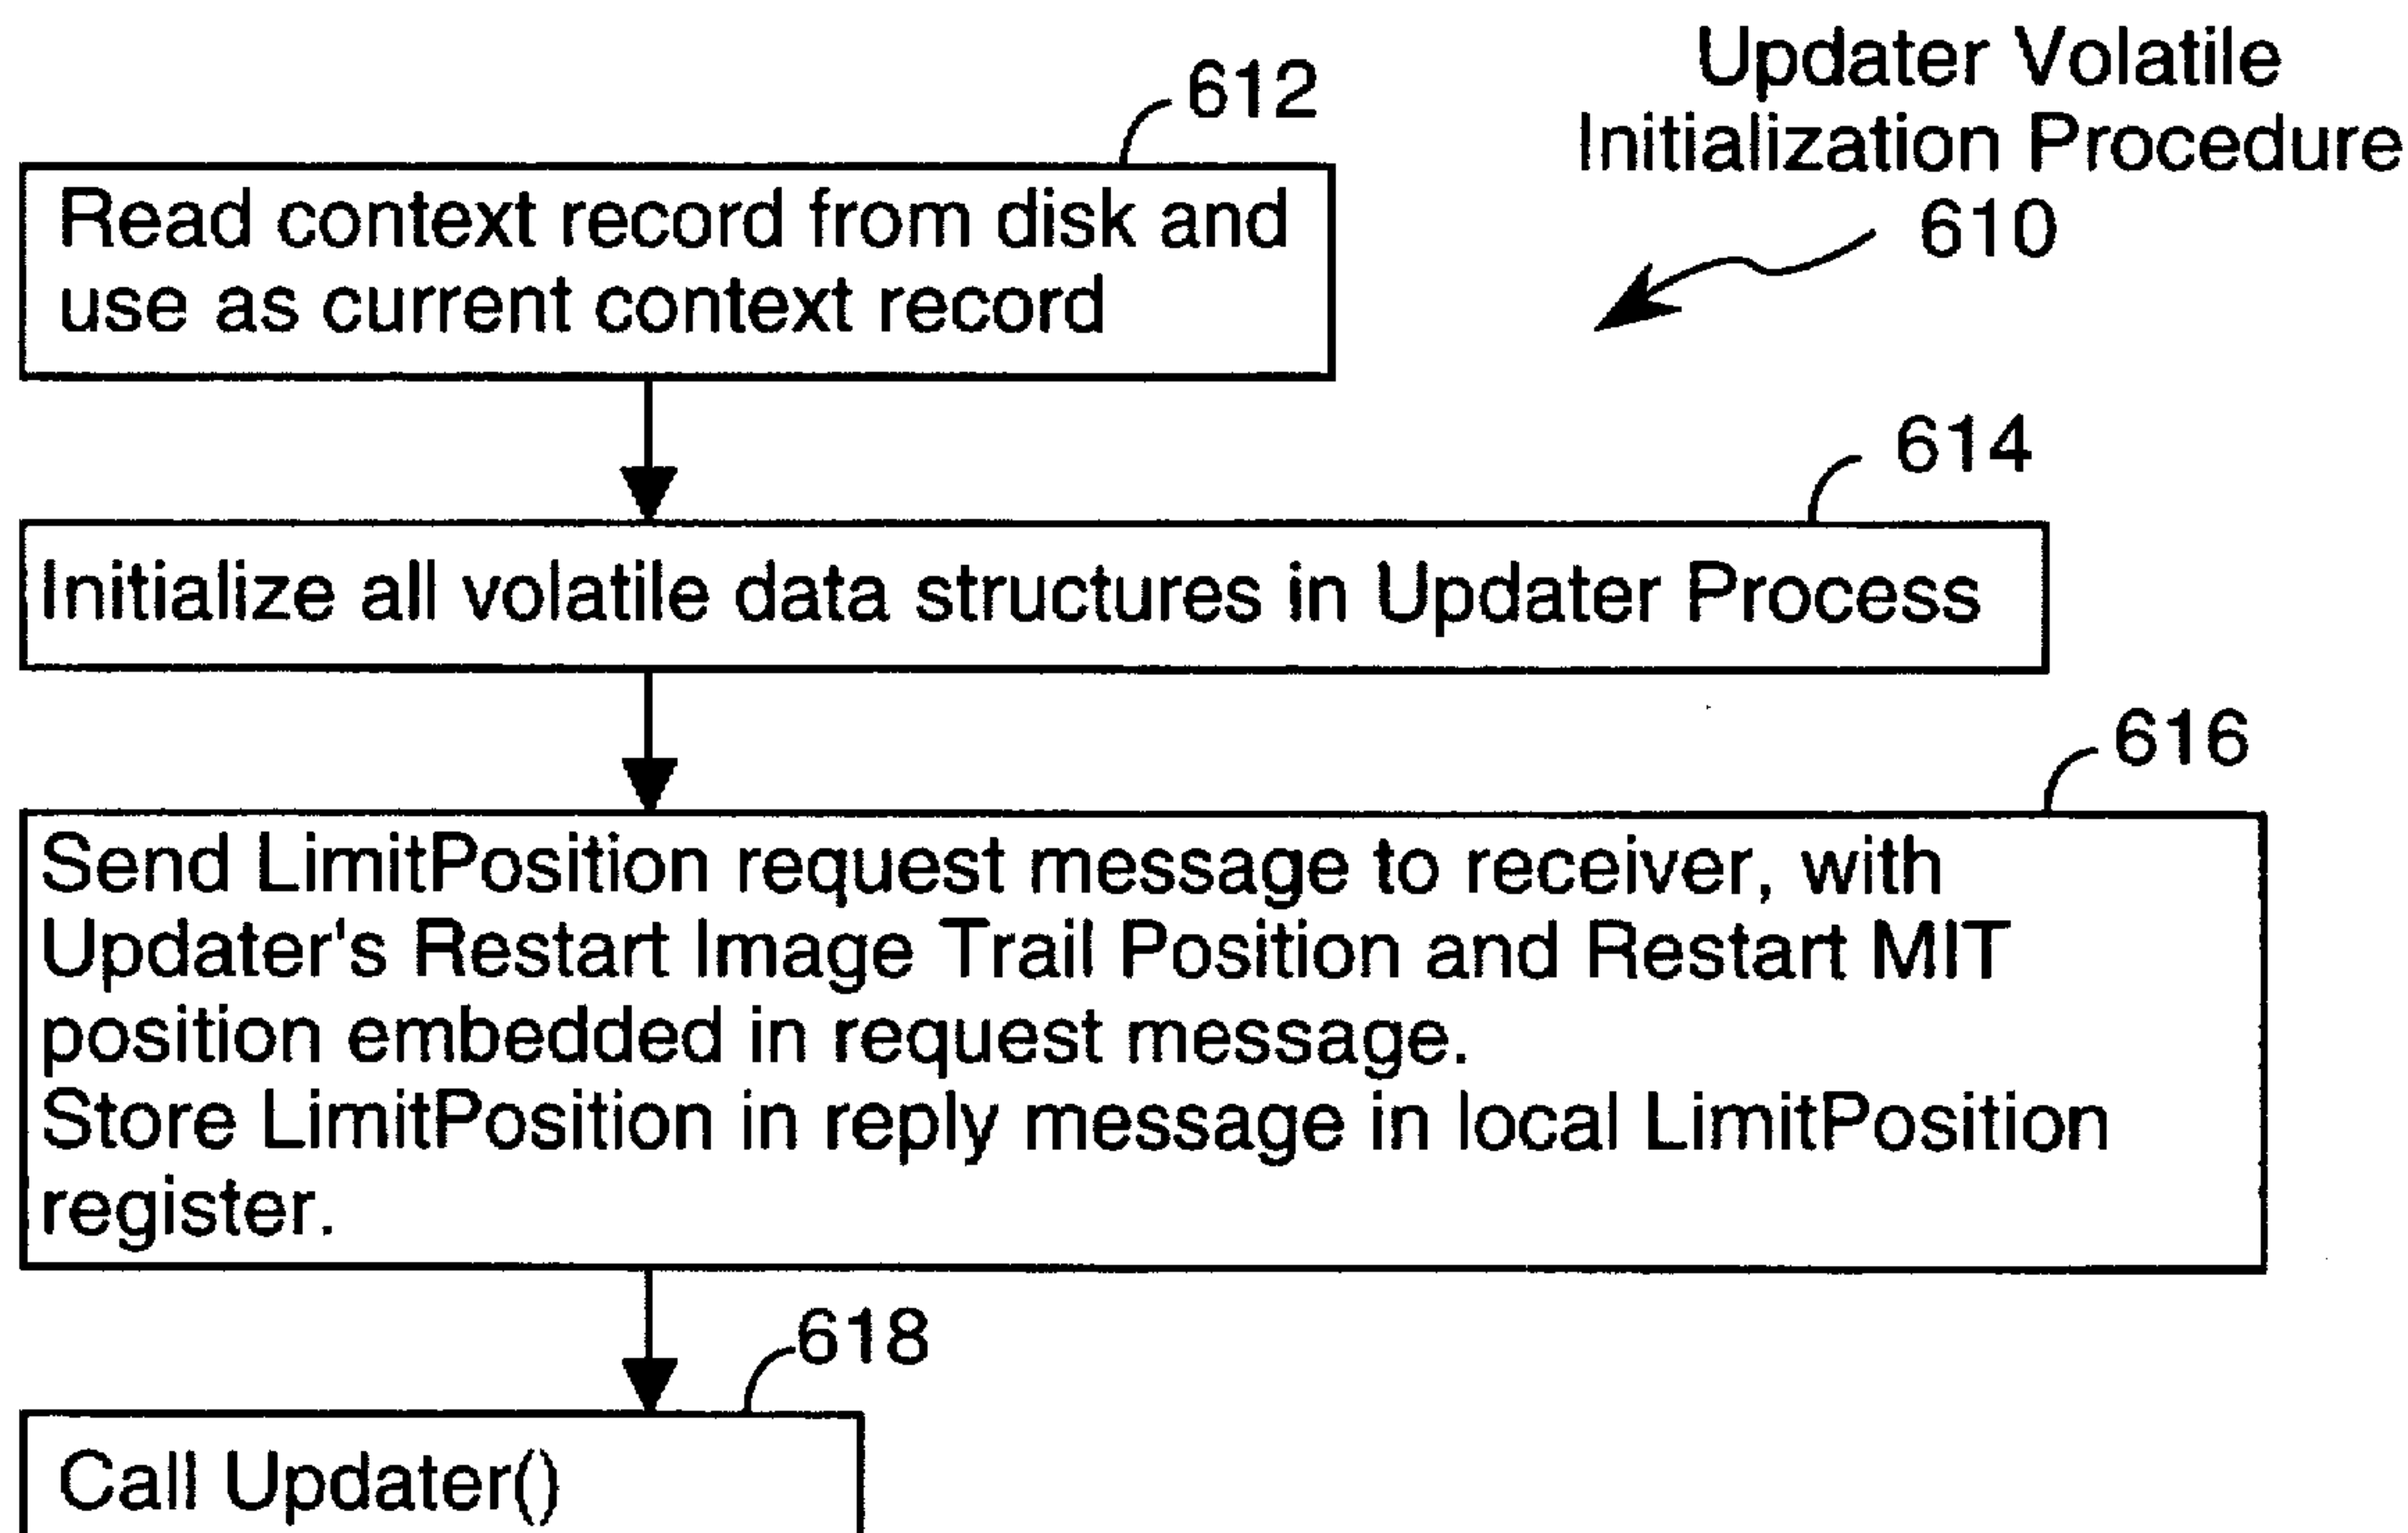 Updater Volatile
Initialization Procedure
610
612
Read context record from disk and
use as current context record
614
Initialize all volatile data structures in Updater Process
616
Send LimitPosition request message to receiver, with
Updater's Restart Image Trail Position and Restart MIT
position embedded in request message.
Store LimitPosition in reply message in local LimitPosition
register.
618
Call Updater()